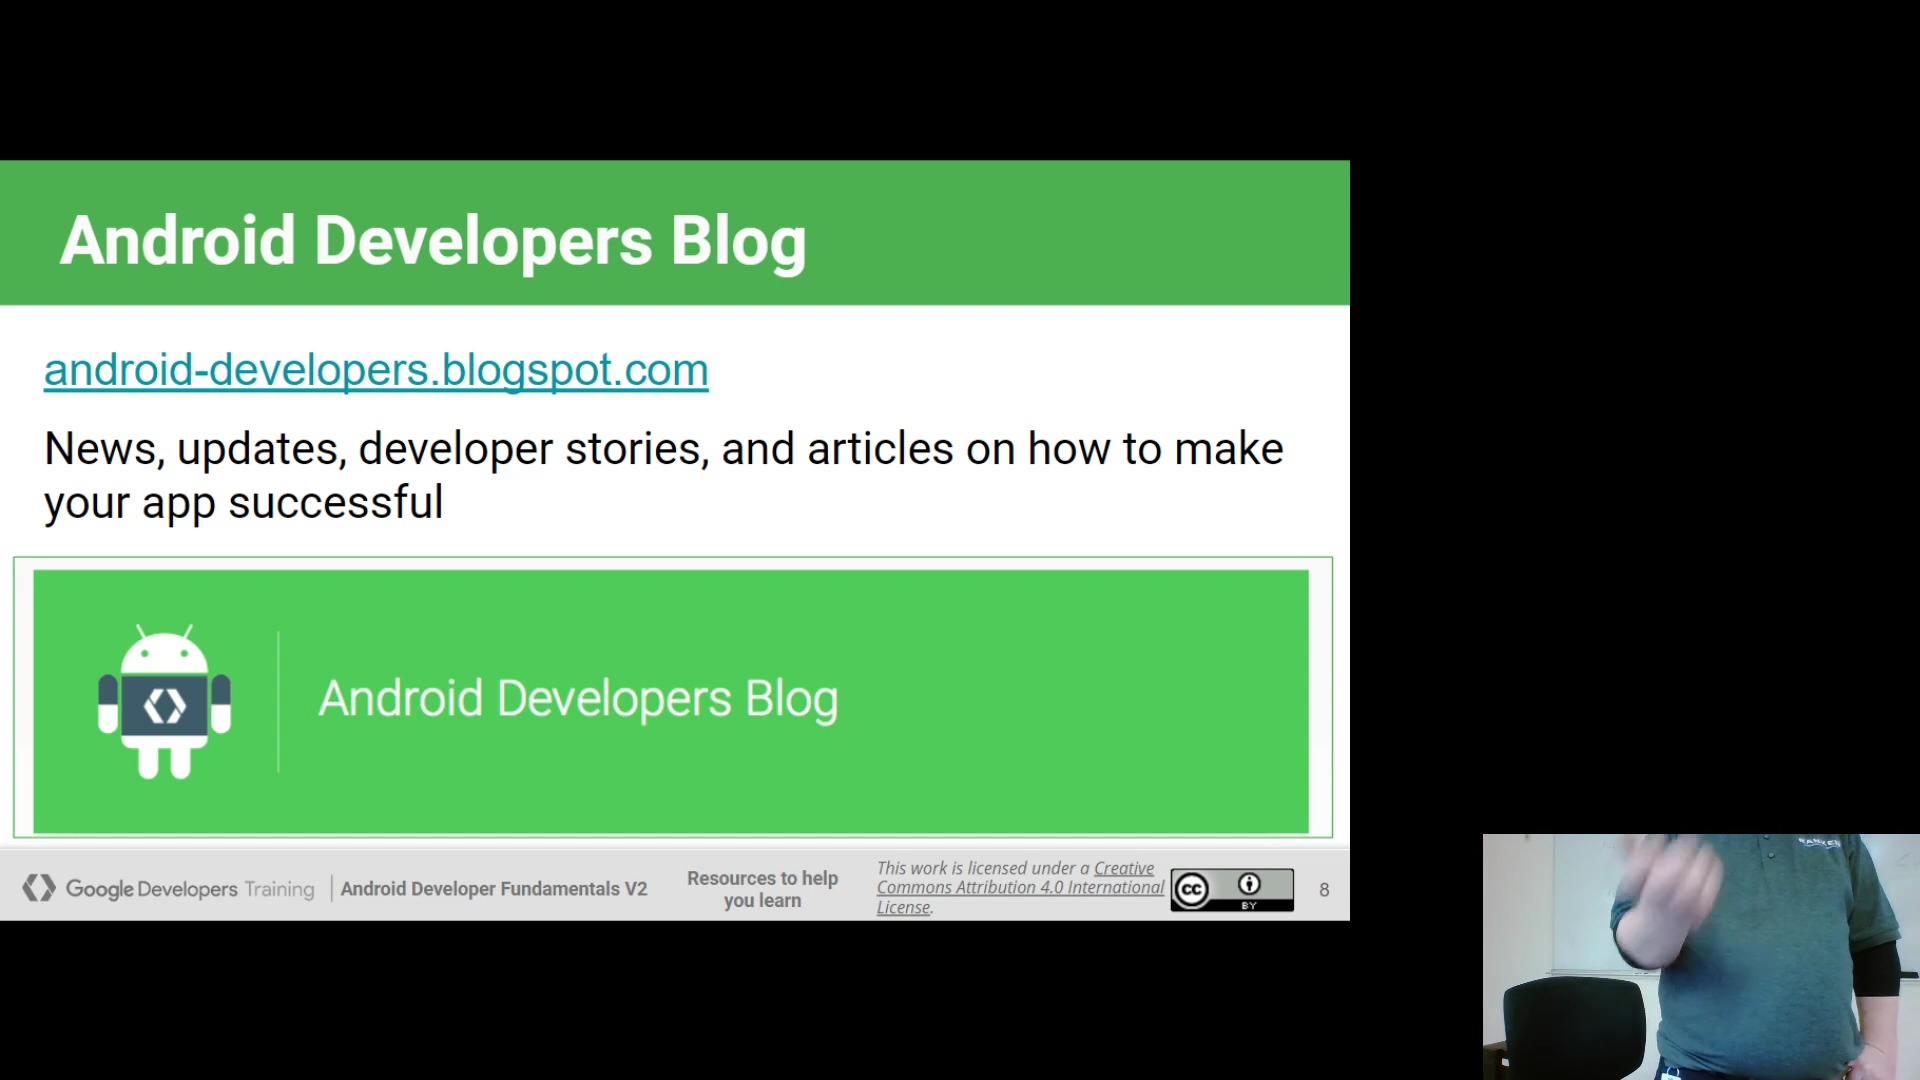 Android Developers Blog
android-developers.blogspot.com
News, updates, developer stories, and articles on how to make
your app successful
Android Developers Blog
Google Developers Training
Android Developer Fundamentals V2
Resources to help
you learn
This work is licensed under a Creative
Commons Attribution 4.0 International
License.
cc
BY
8